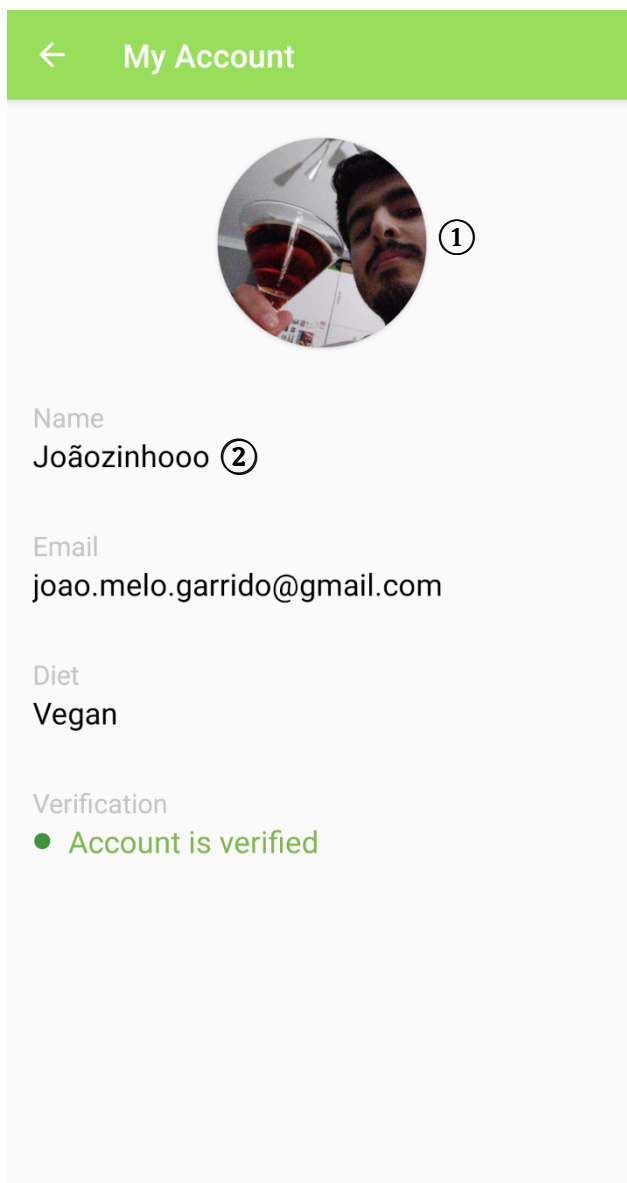 My Account
①
Name
Joãozinhooo ②
Email
joao.melo.garrido@gmail.com
Diet
Vegan
Verification
Account is verified